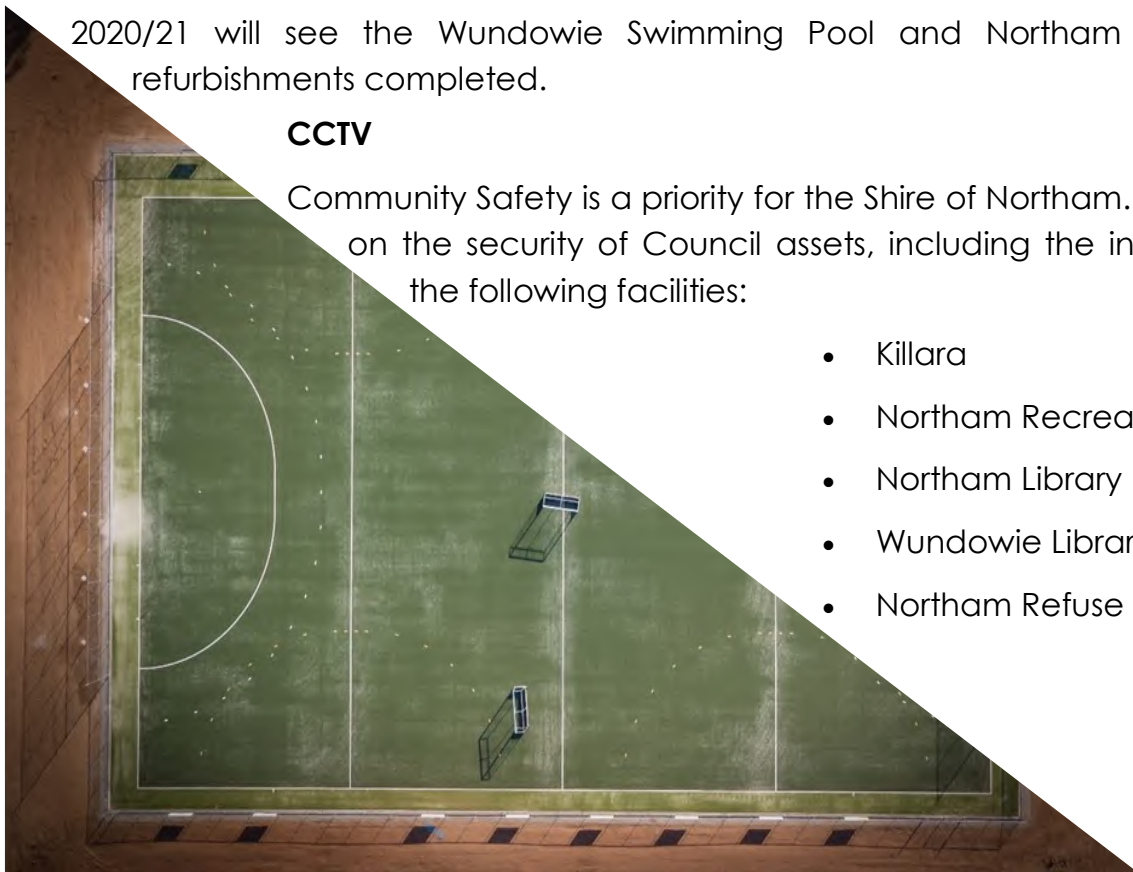 2020/21 will see the Wundowie Swimming Pool and Northam
refurbishments completed.
CCTV
Community Safety is a priority for the Shire of Northam.
on the security of Council assets, including the in
the following facilities:
• Killara
• Northam Recrea
• Northam Library
• Wundowie Librar
• Northam Refuse